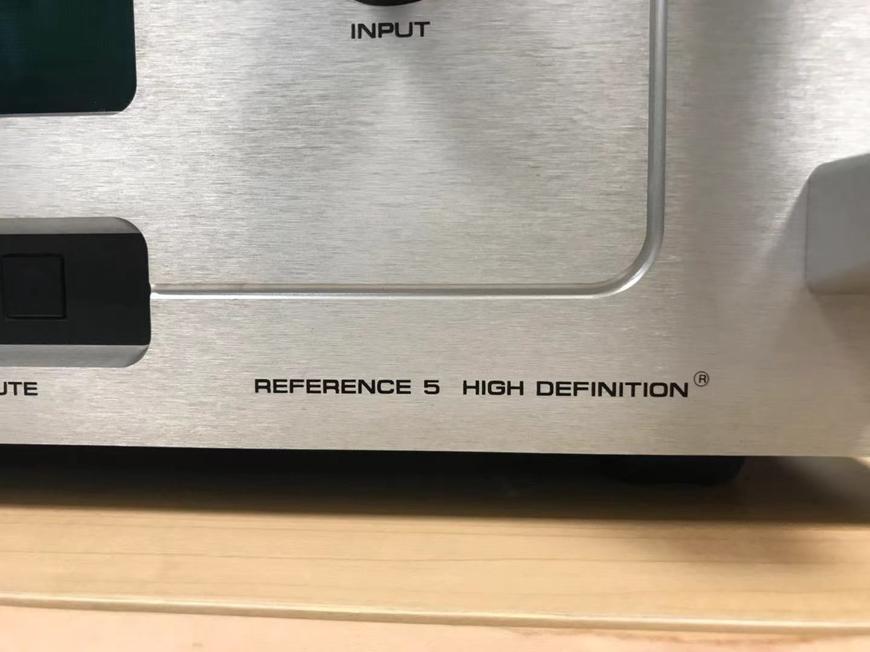 INPUT
UTE
REFERENCE 5 HIGH DEFINITION®